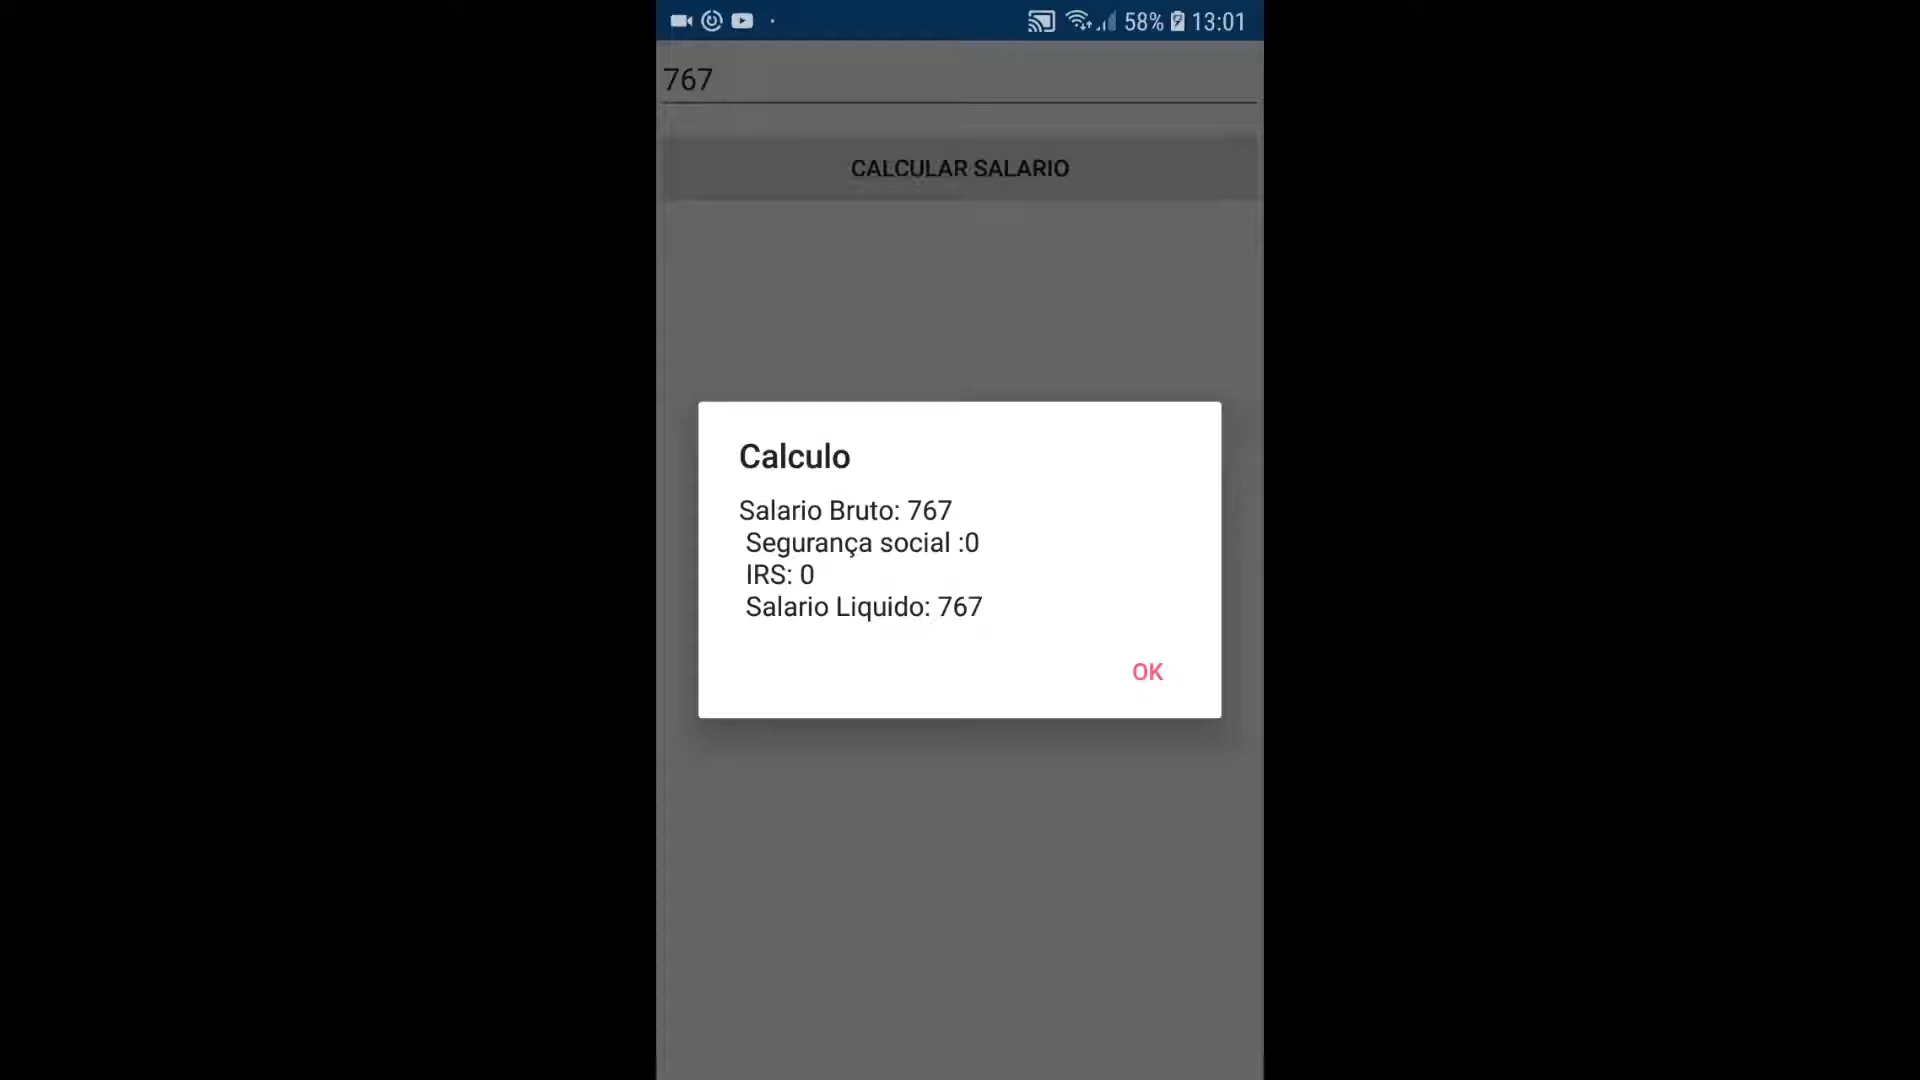 58% 13:01
767
CALCULAR SALARIO
Calculo
Salario Bruto: 767
Segurança social :0
IRS: 0
Salario Liquido: 767
OK